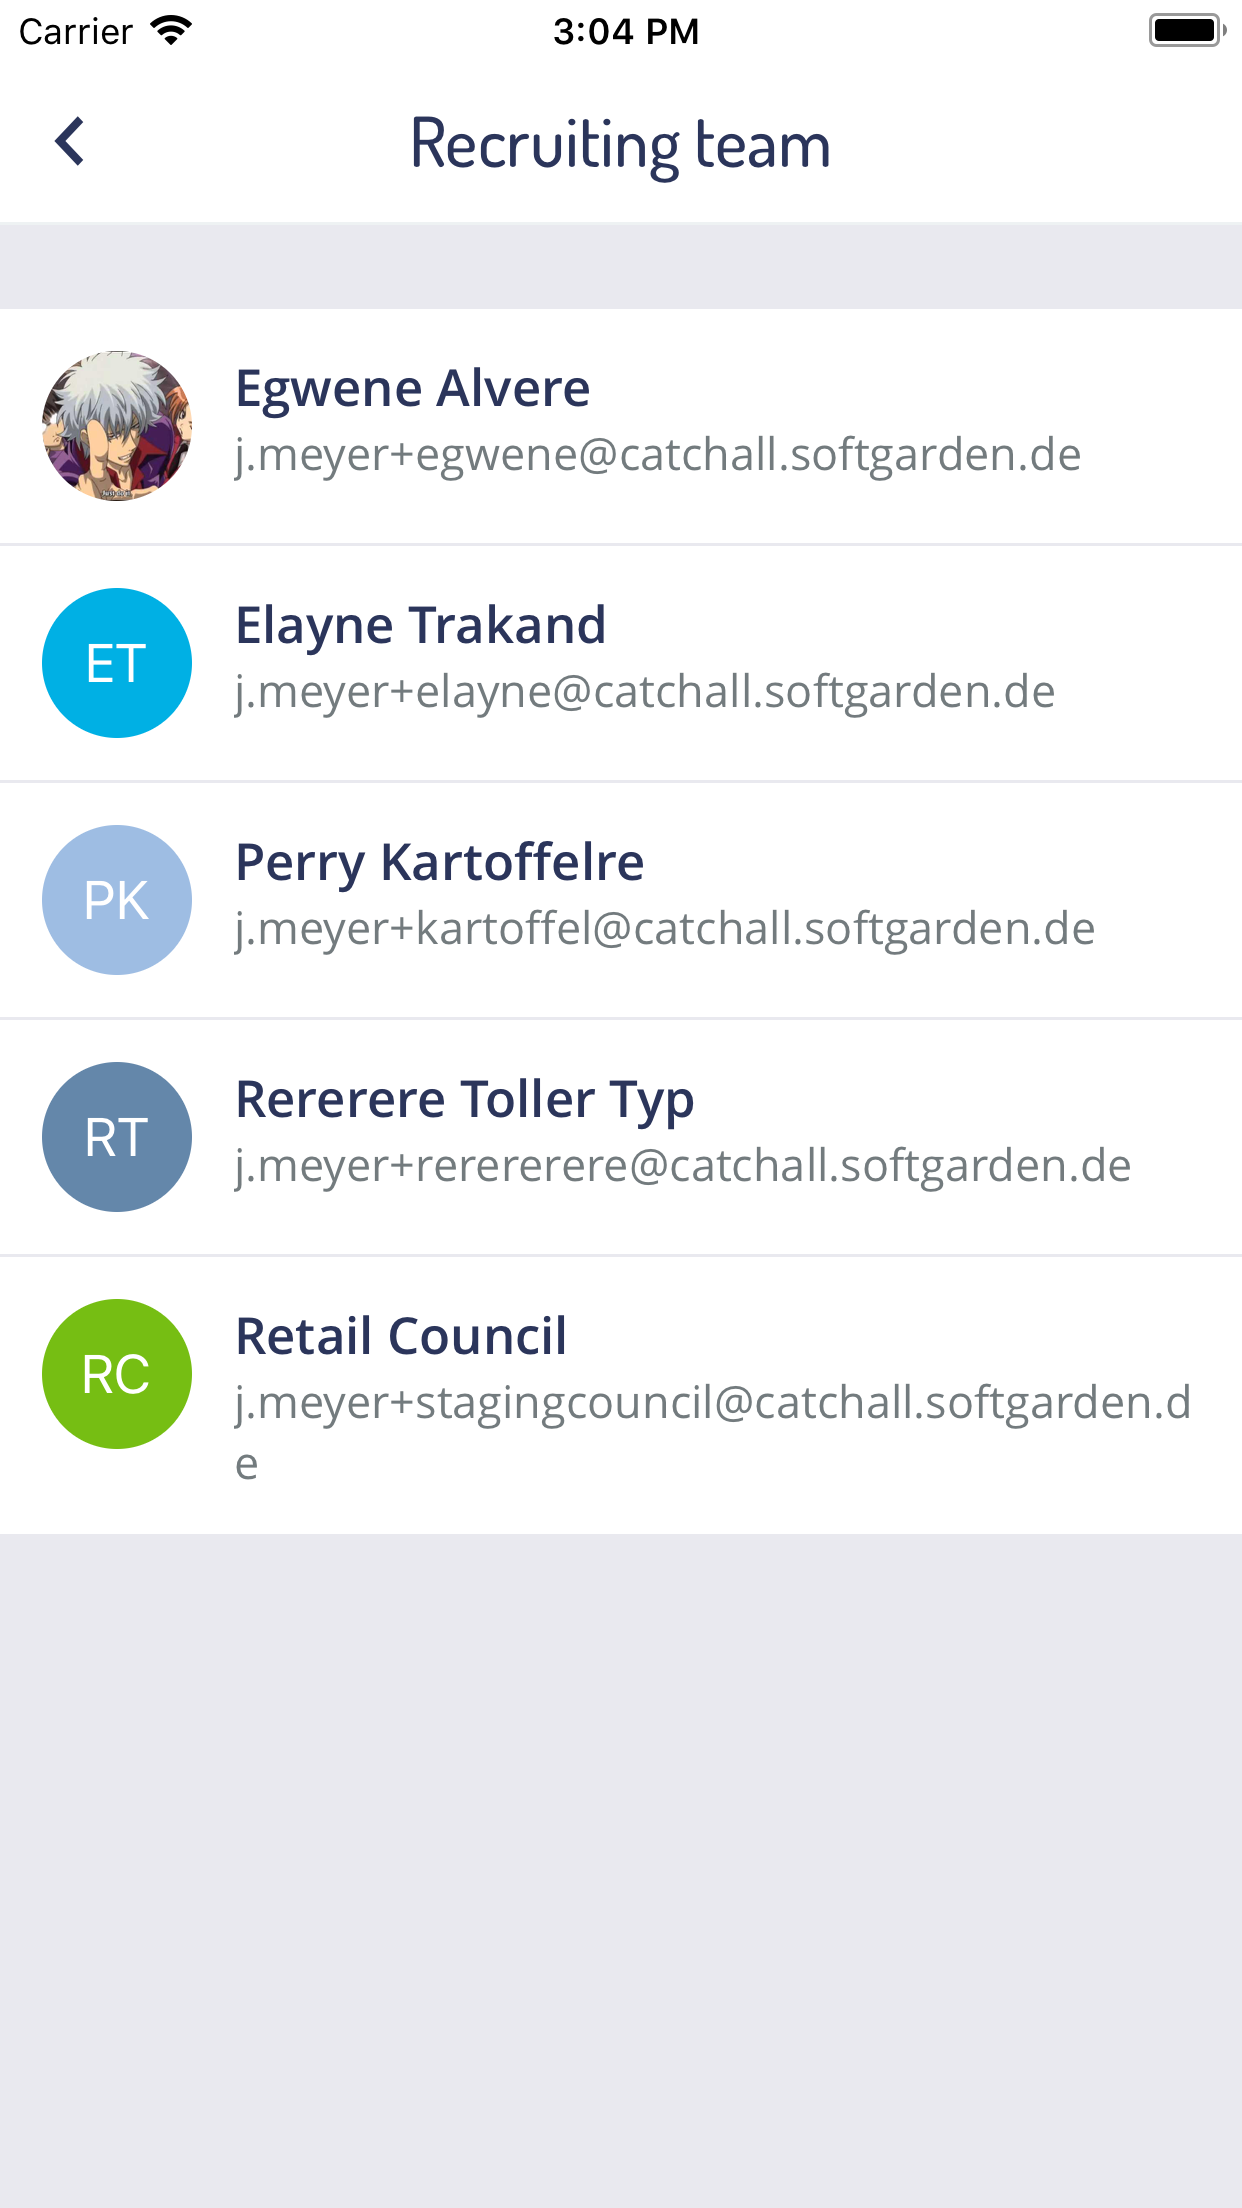 Carrier 3:04 PM
Recruiting team
Egwene Alvere
j.meyer+egwene@catchall.softgarden.de
ET
Elayne Trakand
j.meyer+elayne@catchall.softgarden.de
PK
Perry Kartoffelre
j.meyer+kartoffel@catchall.softgarden.de
RT
Rererere Toller Typ
j.meyer+rerererere@catchall.softgarden.de
RC
Retail Council
j.meyer+stagingcouncil@catchall.softgarden.d
e